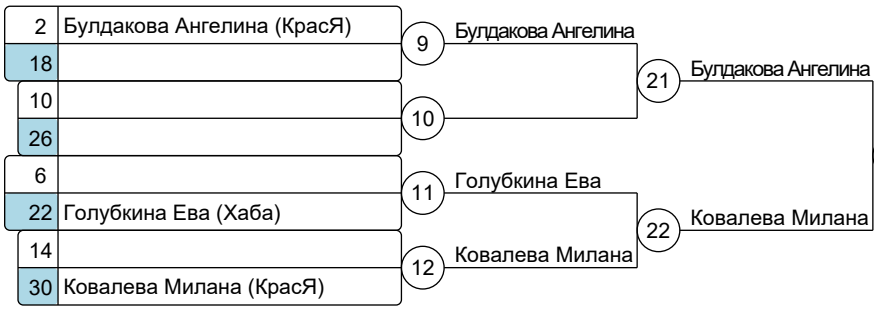 2 Булдакова Ангелина (КрасЯ)
9 Булдакова Ангелина
18
21 Булдакова Ангелина
10
10
26
6
11 Голубкина Ева
22 Голубкина Ева (Хаба)
22 Ковалева Милана
14
12 Ковалева Милана
30 Ковалева Милана (КрасЯ)